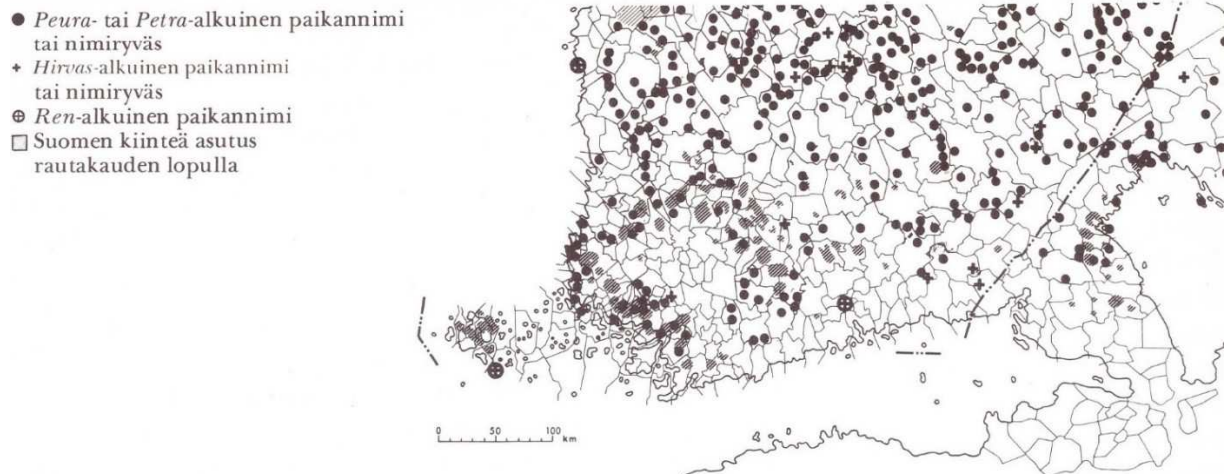 Peura- tai Petra-alkuinen paikannimi
tai nimiryväs
Hirvas-alkuinen paikannimi
tai nimiryväs
Ren-alkuinen paikannimi
Suomen kiinteä asutus
rautakauden lopulla
0 50 100
km